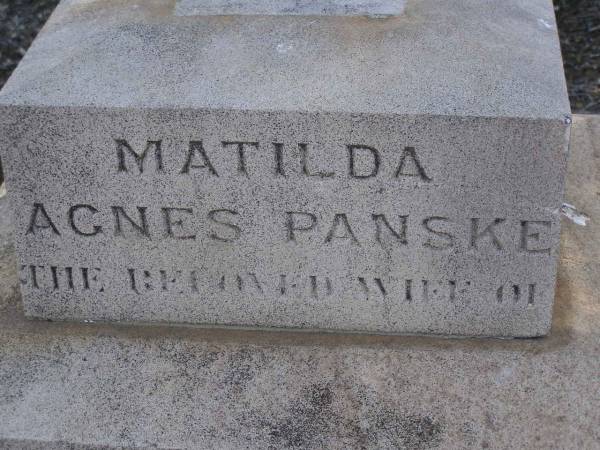 MATILDA
AGNES PANSKE
THE BELOVED WIFE OF